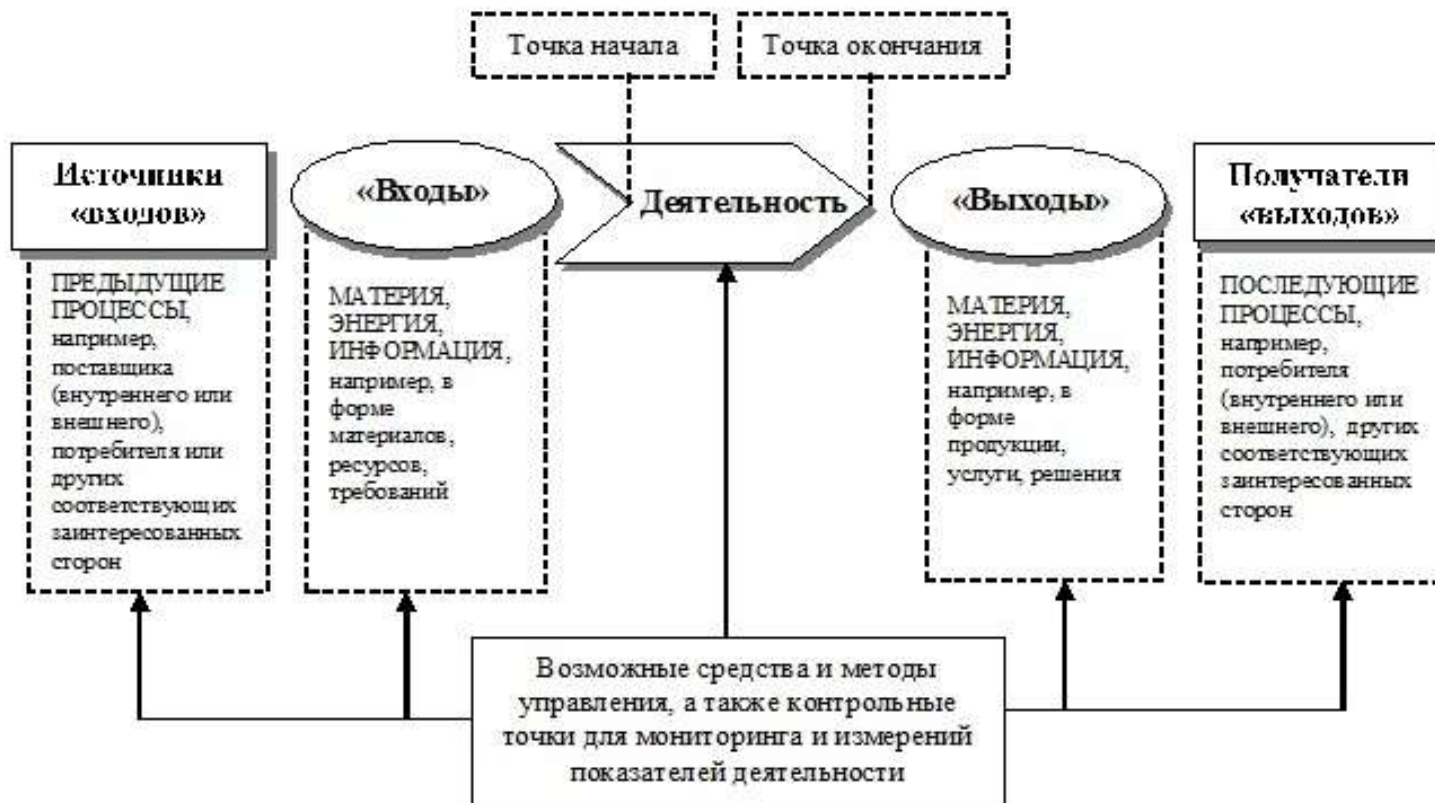 Точка начала
Точка окончания
Источники
«входов»
«Входы»
Деятельность
«Выходы»
Получатели
«выходов»
ПРЕДЫДУЩИЕ
ПРОЦЕССЫ,
например,
поставщика
(внутреннего или
внешнего),
потребителя или
других
соответствующих
заинтересованных
сторон
МАТЕРИЯ,
ЭНЕРГИЯ,
ИНФОРМАЦИЯ,
например, в
форме
материалов,
ресурсов,
требований
МАТЕРИЯ,
ЭНЕРГИЯ,
ИНФОРМАЦИЯ,
например, в
форме
продукции,
услуги, решения
ПОСЛЕДУЮЩИЕ
ПРОЦЕССЫ,
например,
потребителя
(внутреннего или
внешнего), других
соответствующих
заинтересованных
сторон
Возможные средства и методы
управления, а также контрольные
точки для мониторинга и измерений
показателей деятельности